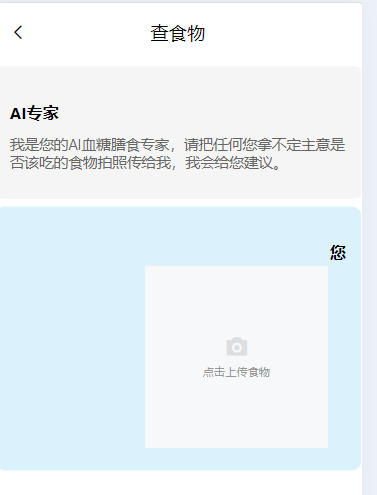 查食物
AI专家
我是您的AI血糖膳食专家，请把任何您拿不定主意是
否该吃的食物拍照传给我，我会给您建议。
您
点击上传食物